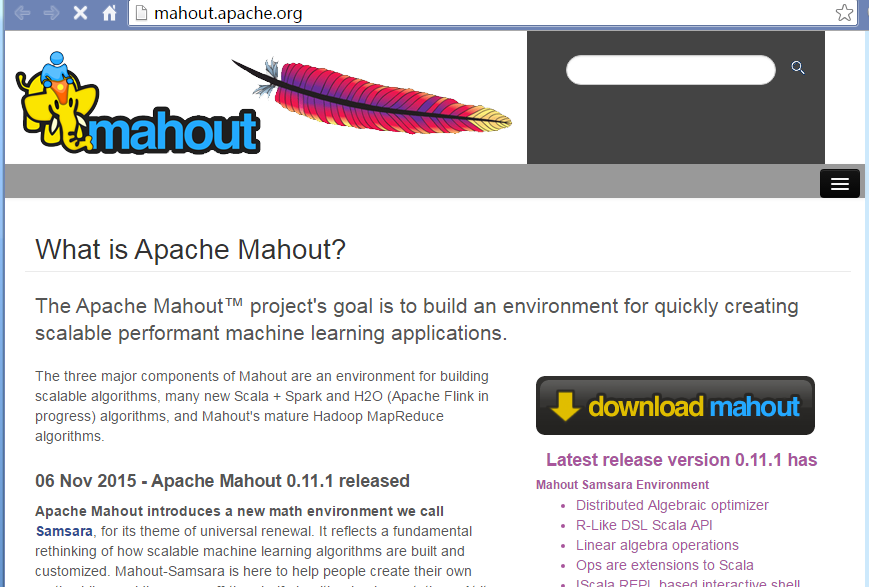 mahout.apache.org
mahout
What is Apache Mahout?
The Apache Mahout™ project's goal is to build an environment for quickly creating
scalable performant machine learning applications.
The three major components of Mahout are an environment for building
scalable algorithms, many new Scala + Spark and H2O (Apache Flink in
progress) algorithms, and Mahout's mature Hadoop MapReduce
algorithms.
06 Nov 2015 - Apache Mahout 0.11.1 released
Apache Mahout introduces a new math environment we call
Samsara, for its theme of universal renewal. It reflects a fundamental
rethinking of how scalable machine learning algorithms are built and
customized. Mahout-Samsara is here to help people create their own
download mahout
Latest release version 0.11.1 has
Mahout Samsara Environment
• Distributed Algebraic optimizer
• R-Like DSL Scala API
• Linear algebra operations
• Ops are extensions to Scala
• IScala REPL based interactive shell